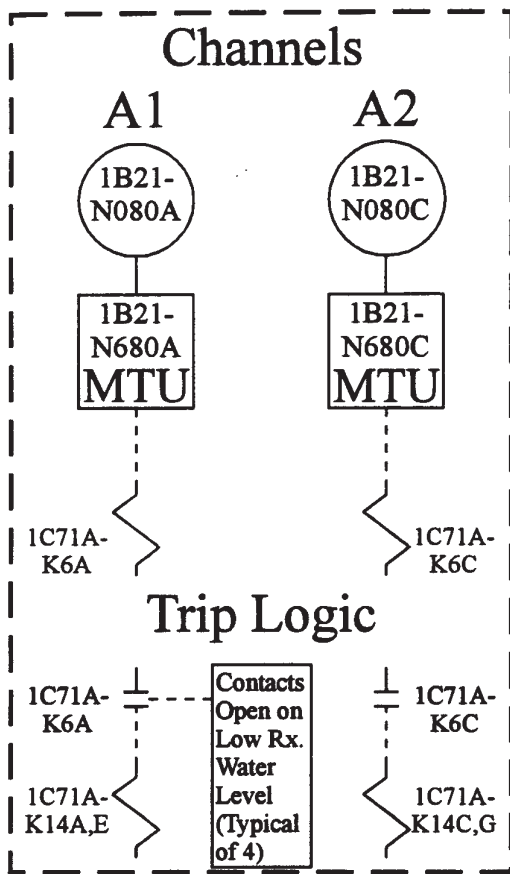 Channels
A1
A2
1B21-
N080A
1B21-
N080C
1B21-
N680A
MTU
1B21-
N680C
MTU
1C71A-
K6A
1C71A-
K6C
Trip Logic
1C71A-
K6A
Contacts
Open on
Low Rx.
Water
Level
(Typical
of 4)
1C71A-
K6C
1C71A-
K14A,E
1C71A-
K14C,G